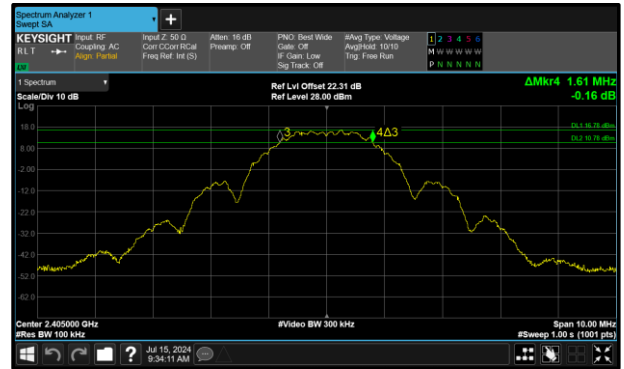 Spectrum Analyzer 1
Swept SA
+
KEYSIGHT Input: RF Input Z: 50 Ω Atten: 16 dB PNO: Best Wide #Avg Type: Voltage 1 2 3 4 5 6
RLT Coupling: AC Corr CCorr RCal Preamp: Off Gate: Off Avg|Hold: 10/10 M W W W W W
Align: Partial Freq Ref: Int (S) IF Gain: Low Trig: Free Run
Sig Track: Off P N N N N N
LW
1 Spectrum Ref Lvl Offset 22.31 dB ΔMkr4 1.61 MHz
Scale/Div 10 dB Ref Level 28.00 dBm -0.16 dB
Log
18.0 3 4Δ3 DL1 16.78 dBm
8.00 DL2 10.78 dBm
-2.00
-12.0
-22.0
-32.0
-42.0
-52.0
-62.0
Center 2.405000 GHz #Video BW 300 kHz Span 10.00 MHz
#Res BW 100 kHz #Sweep 1.00 s (1001 pts)
? Jul 15, 2024
9:34:11 AM